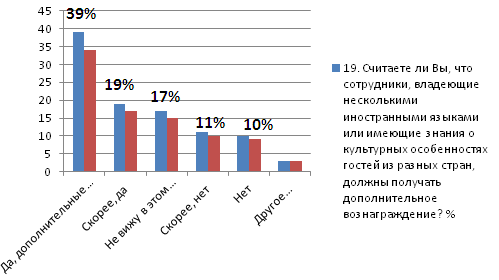 45
40
35
30
25
20
15
10
5
0
39%
19%
17%
11%
10%
Да, дополнительные...
Скорее, да
Не вижу в этом...
Скорее, нет
Нет
Другое...
19. Считаете ли Вы, что
сотрудники, владеющие
несколькими
иностранными языками
или имеющие знания о
культурных особенностях
гостей из разных стран,
должны получать
дополнительное
вознаграждение? %